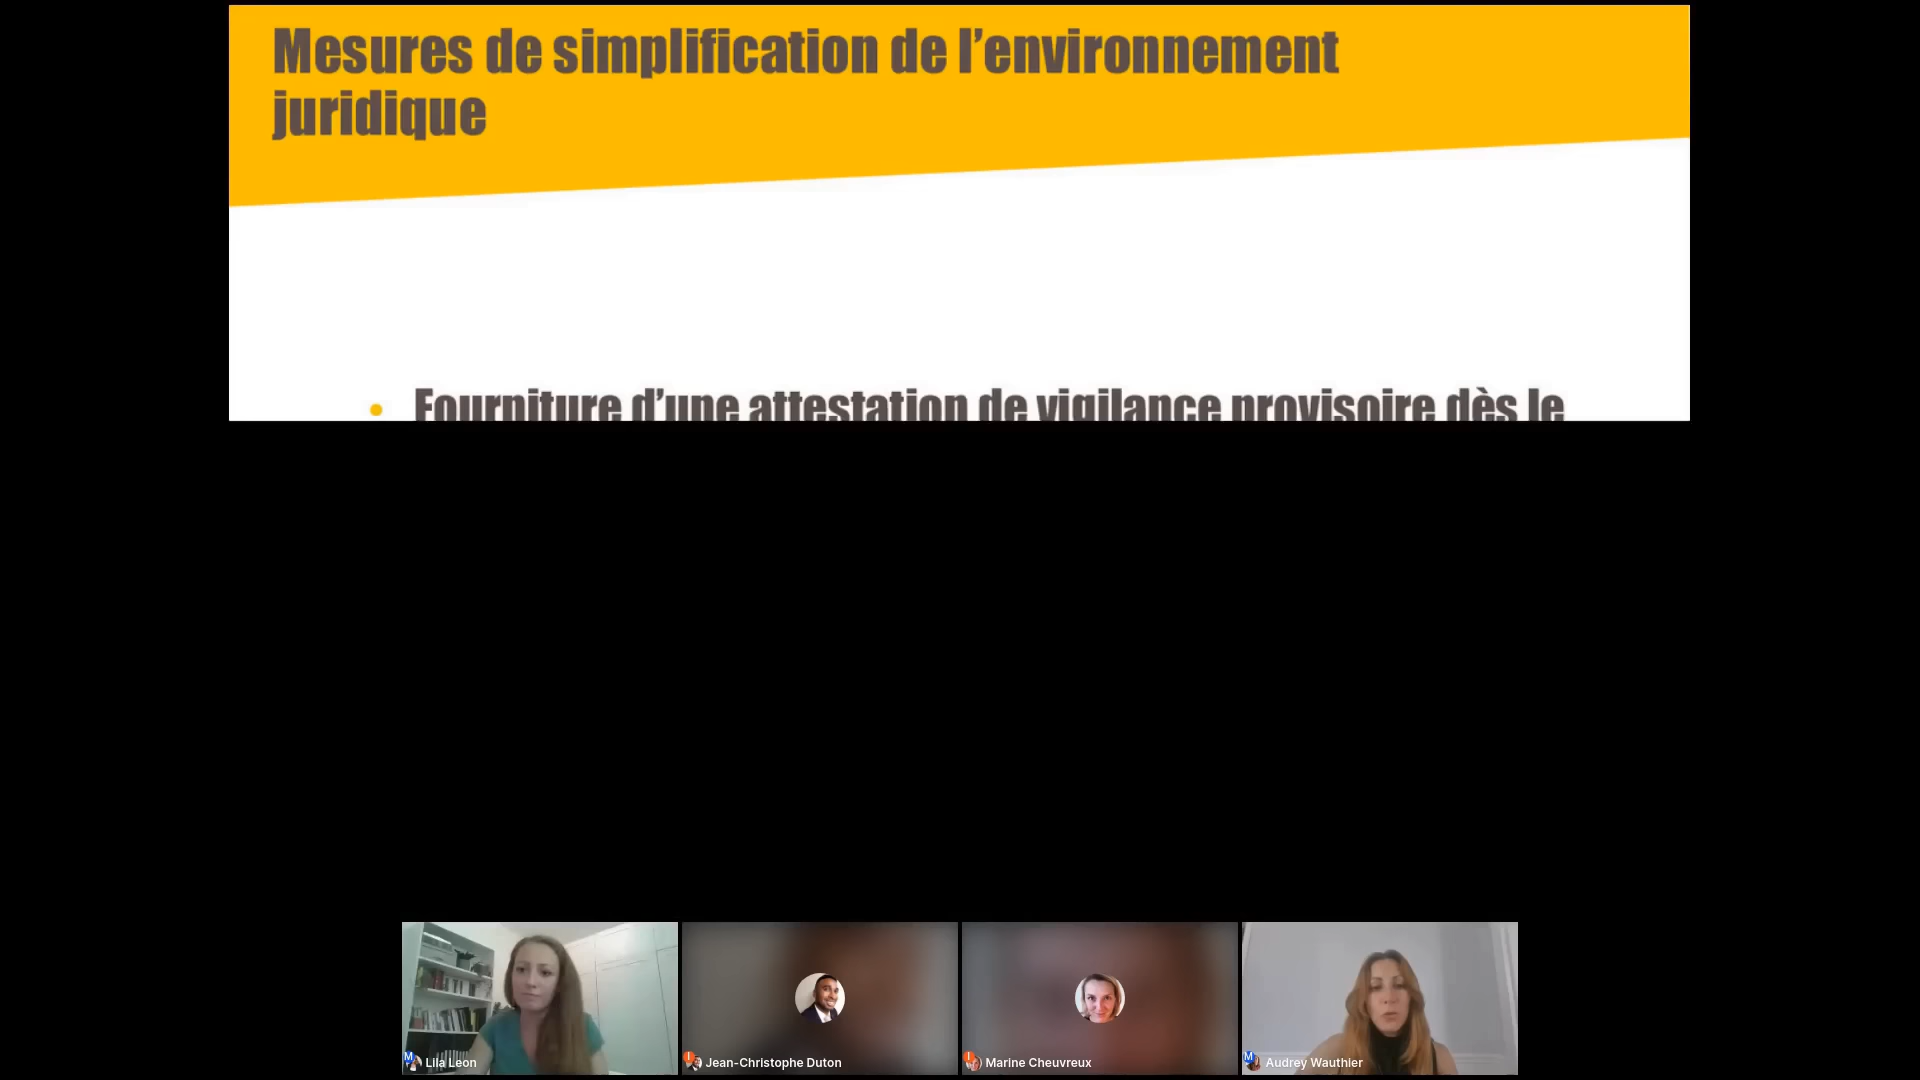 Mesures de simplification de l’environnement
juridique
• Fourniture d’une attestation de vigilance provisoire dès le
M Lila Leon
I Jean-Christophe Duton
I Marine Cheuvreux
M Audrey Wauthier